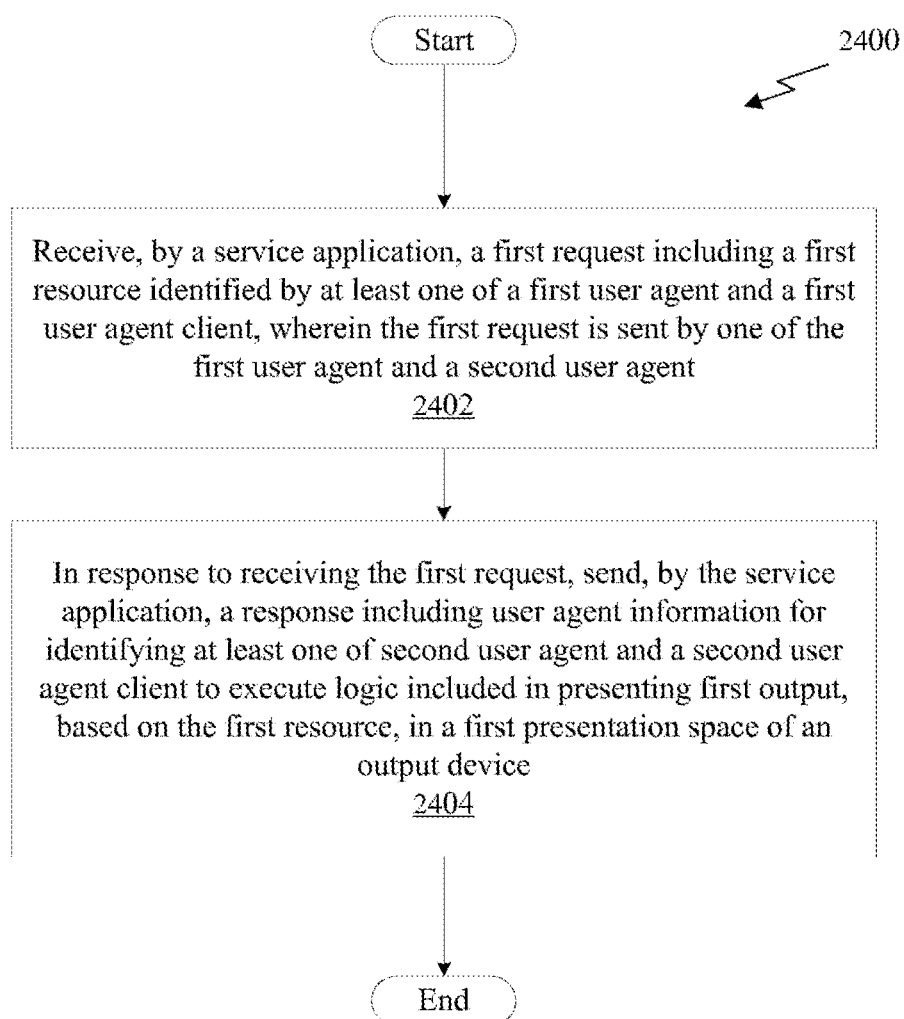 Start
2400
Receive, by a service application, a first request including a first
resource identified by at least one of a first user agent and a first
user agent client, wherein the first request is sent by one of the
first user agent and a second user agent
2402
In response to receiving the first request, send, by the service
application, a response including user agent information for
identifying at least one of second user agent and a second user
agent client to execute logic included in presenting first output,
based on the first resource, in a first presentation space of an
output device
2404
End